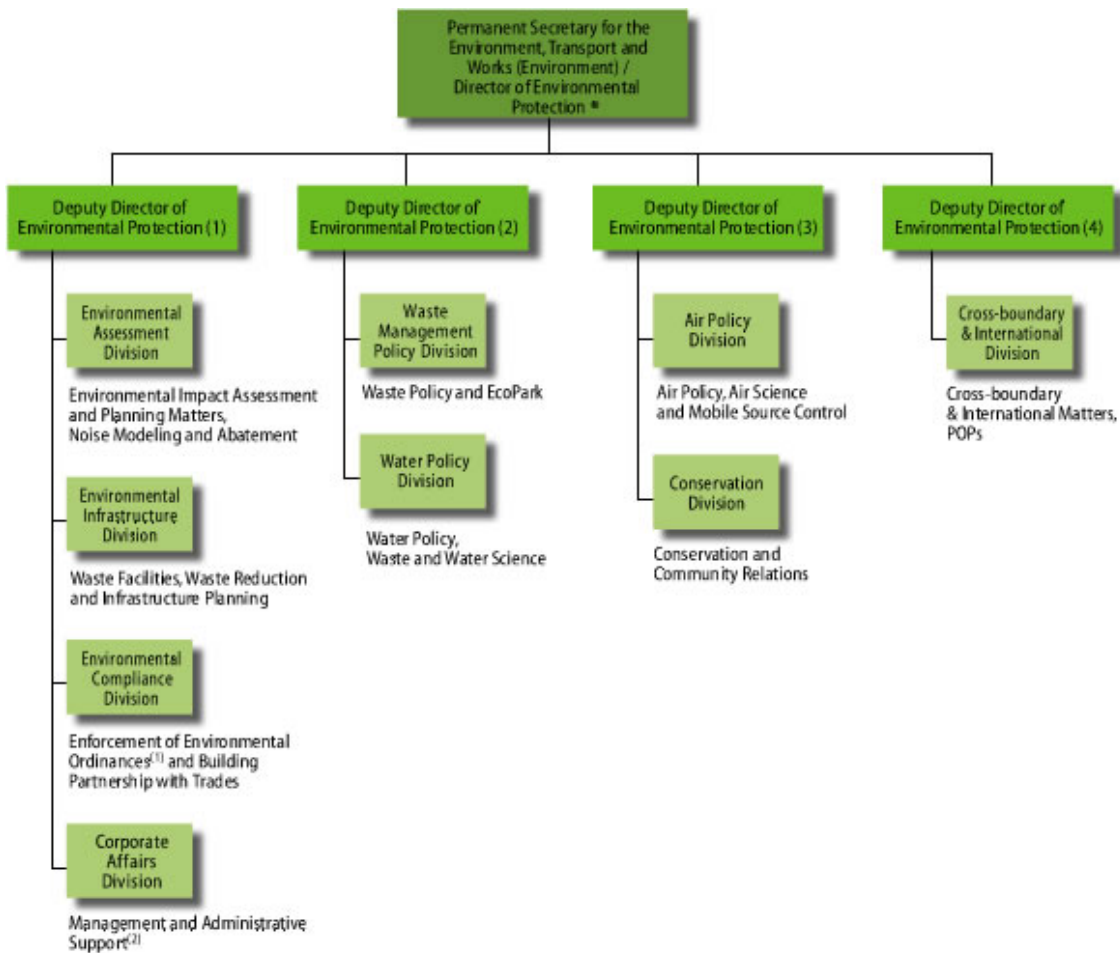 Permanent Secretary for the
Environment, Transport and
Works (Environment) /
Director of Environmental
Protection *
Deputy Director of
Environmental Protection (1)
Environmental
Assessment
Division
Environmental Impact Assessment
and Planning Matters,
Noise Modeling and Abatement
Environmental
Infrastructure
Division
Waste Facilities, Waste Reduction
and Infrastructure Planning
Environmental
Compliance
Division
Enforcement of Environmental
Ordinances(1) and Building
Partnership with Trades
Corporate
Affairs
Division
Management and Administrative
Support(2)
Deputy Director of
Environmental Protection (2)
Waste
Management
Policy Division
Waste Policy and EcoPark
Water Policy
Division
Water Policy,
Waste and Water Science
Deputy Director of
Environmental Protection (3)
Air Policy
Division
Air Policy, Air Science
and Mobile Source Control
Conservation
Division
Conservation and
Community Relations
Deputy Director of
Environmental Protection (4)
Cross-boundary
& International
Division
Cross-boundary
& International Matters,
POPs